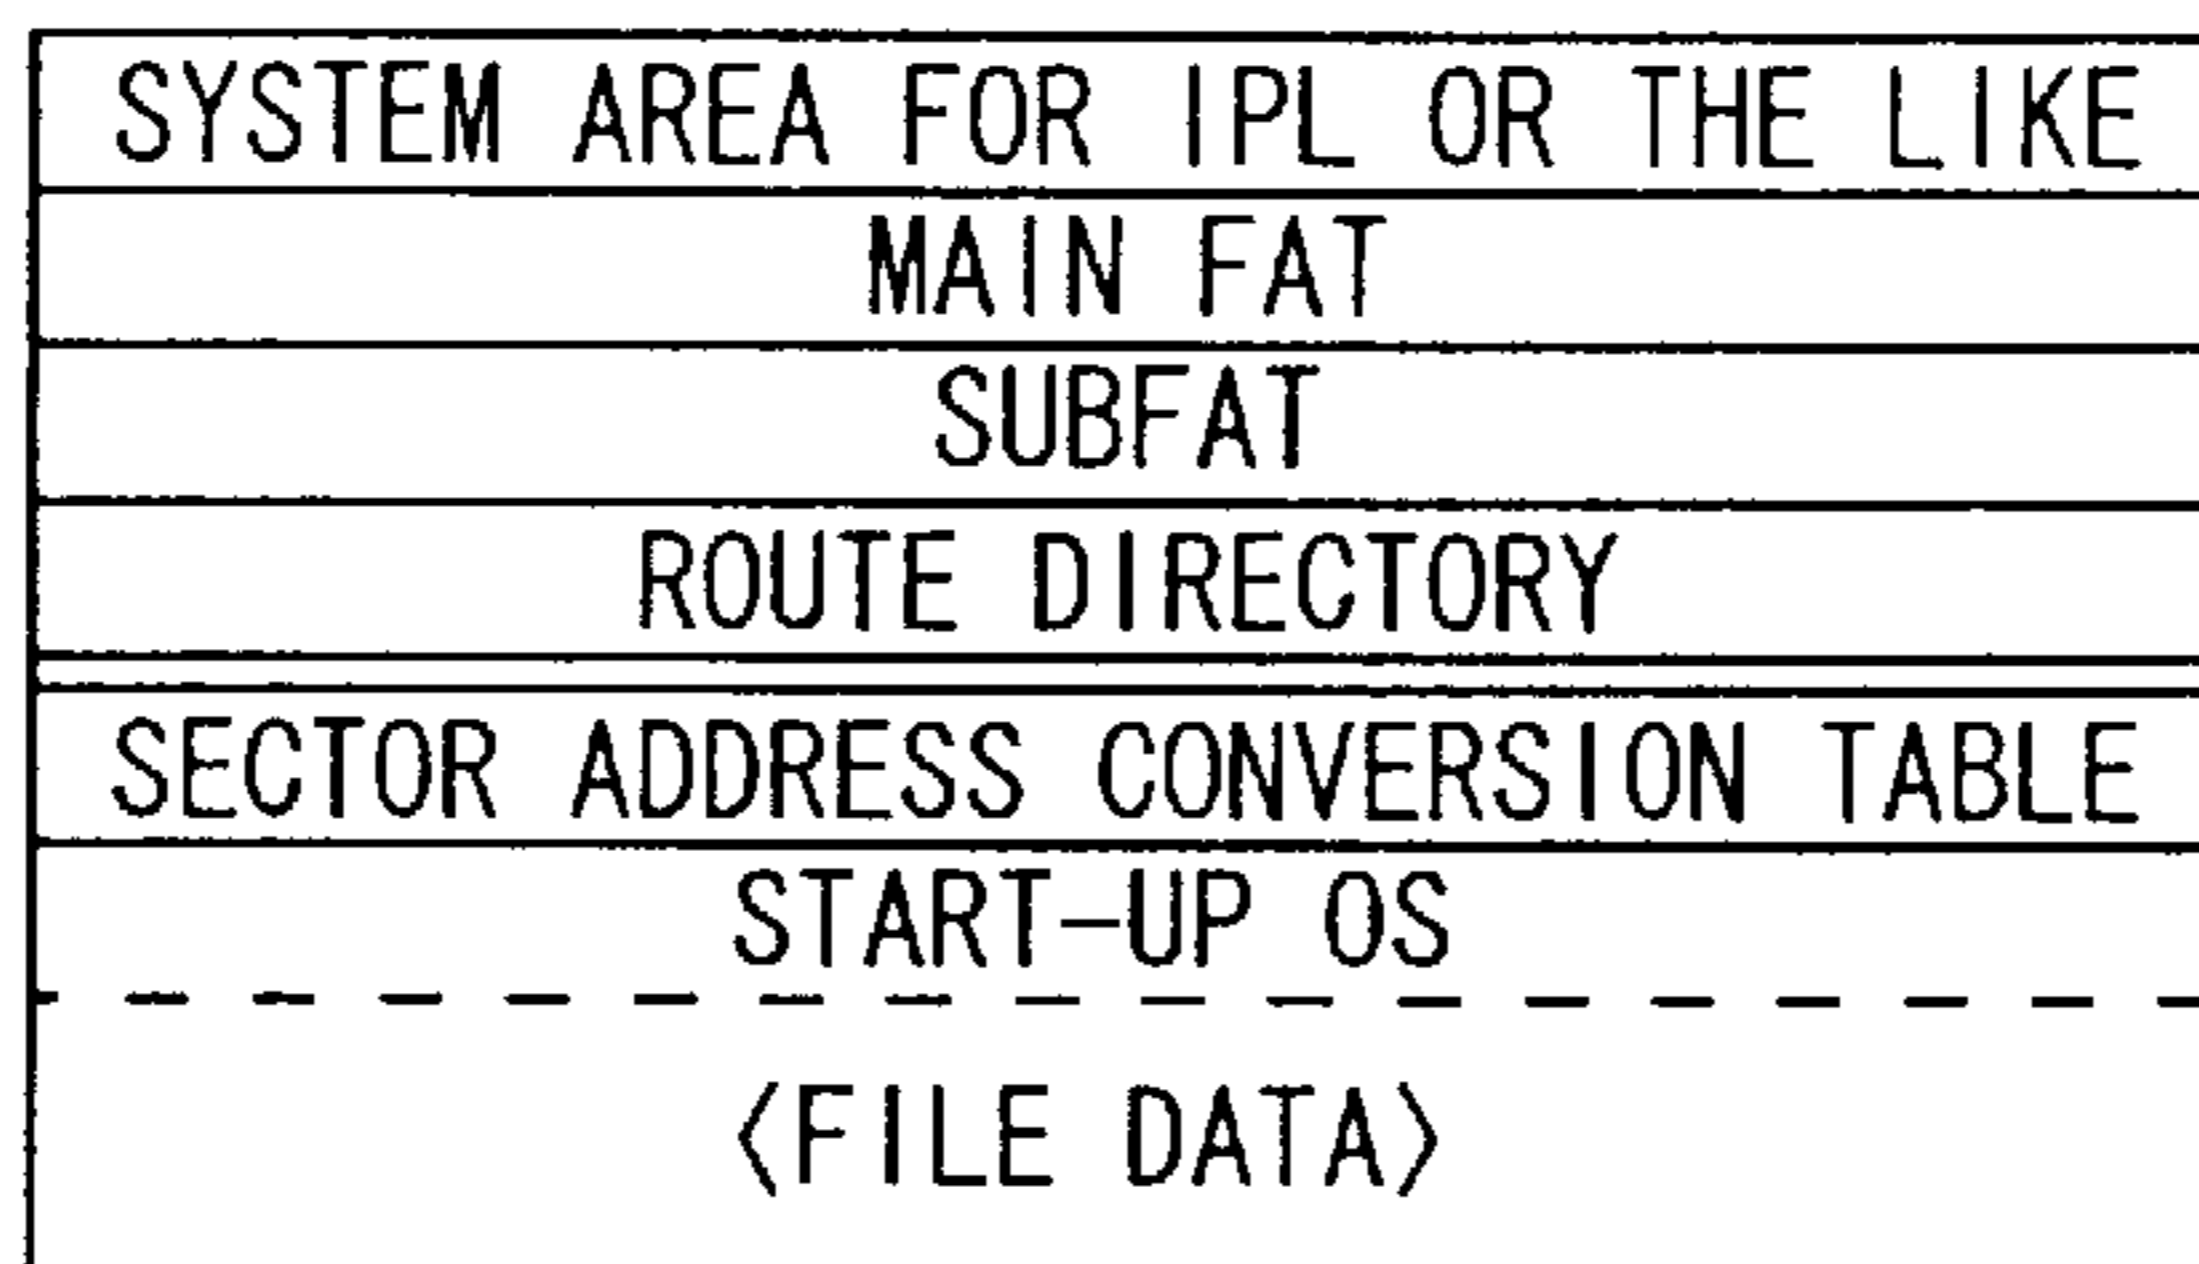 SYSTEM AREA FOR IPL OR THE LIKE
MAIN FAT
SUBFAT
ROUTE DIRECTORY
SECTOR ADDRESS CONVERSION TABLE
START-UP OS
〈FILE DATA〉